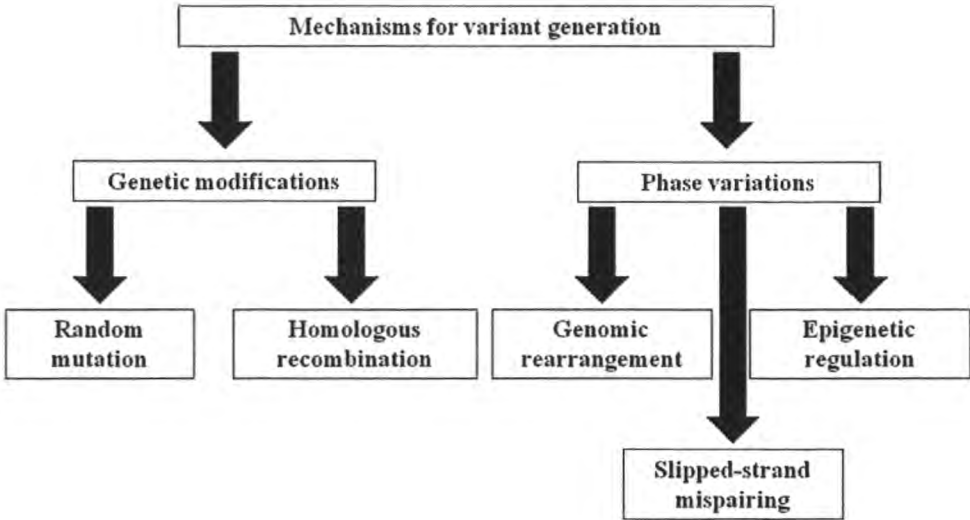 Mechanisms for variant generation
Genetic modifications
Phase variations
Random
mutation
Homologous
recombination
Genomic
rearrangement
Epigenetic
regulation
Slipped-strand
mispairing